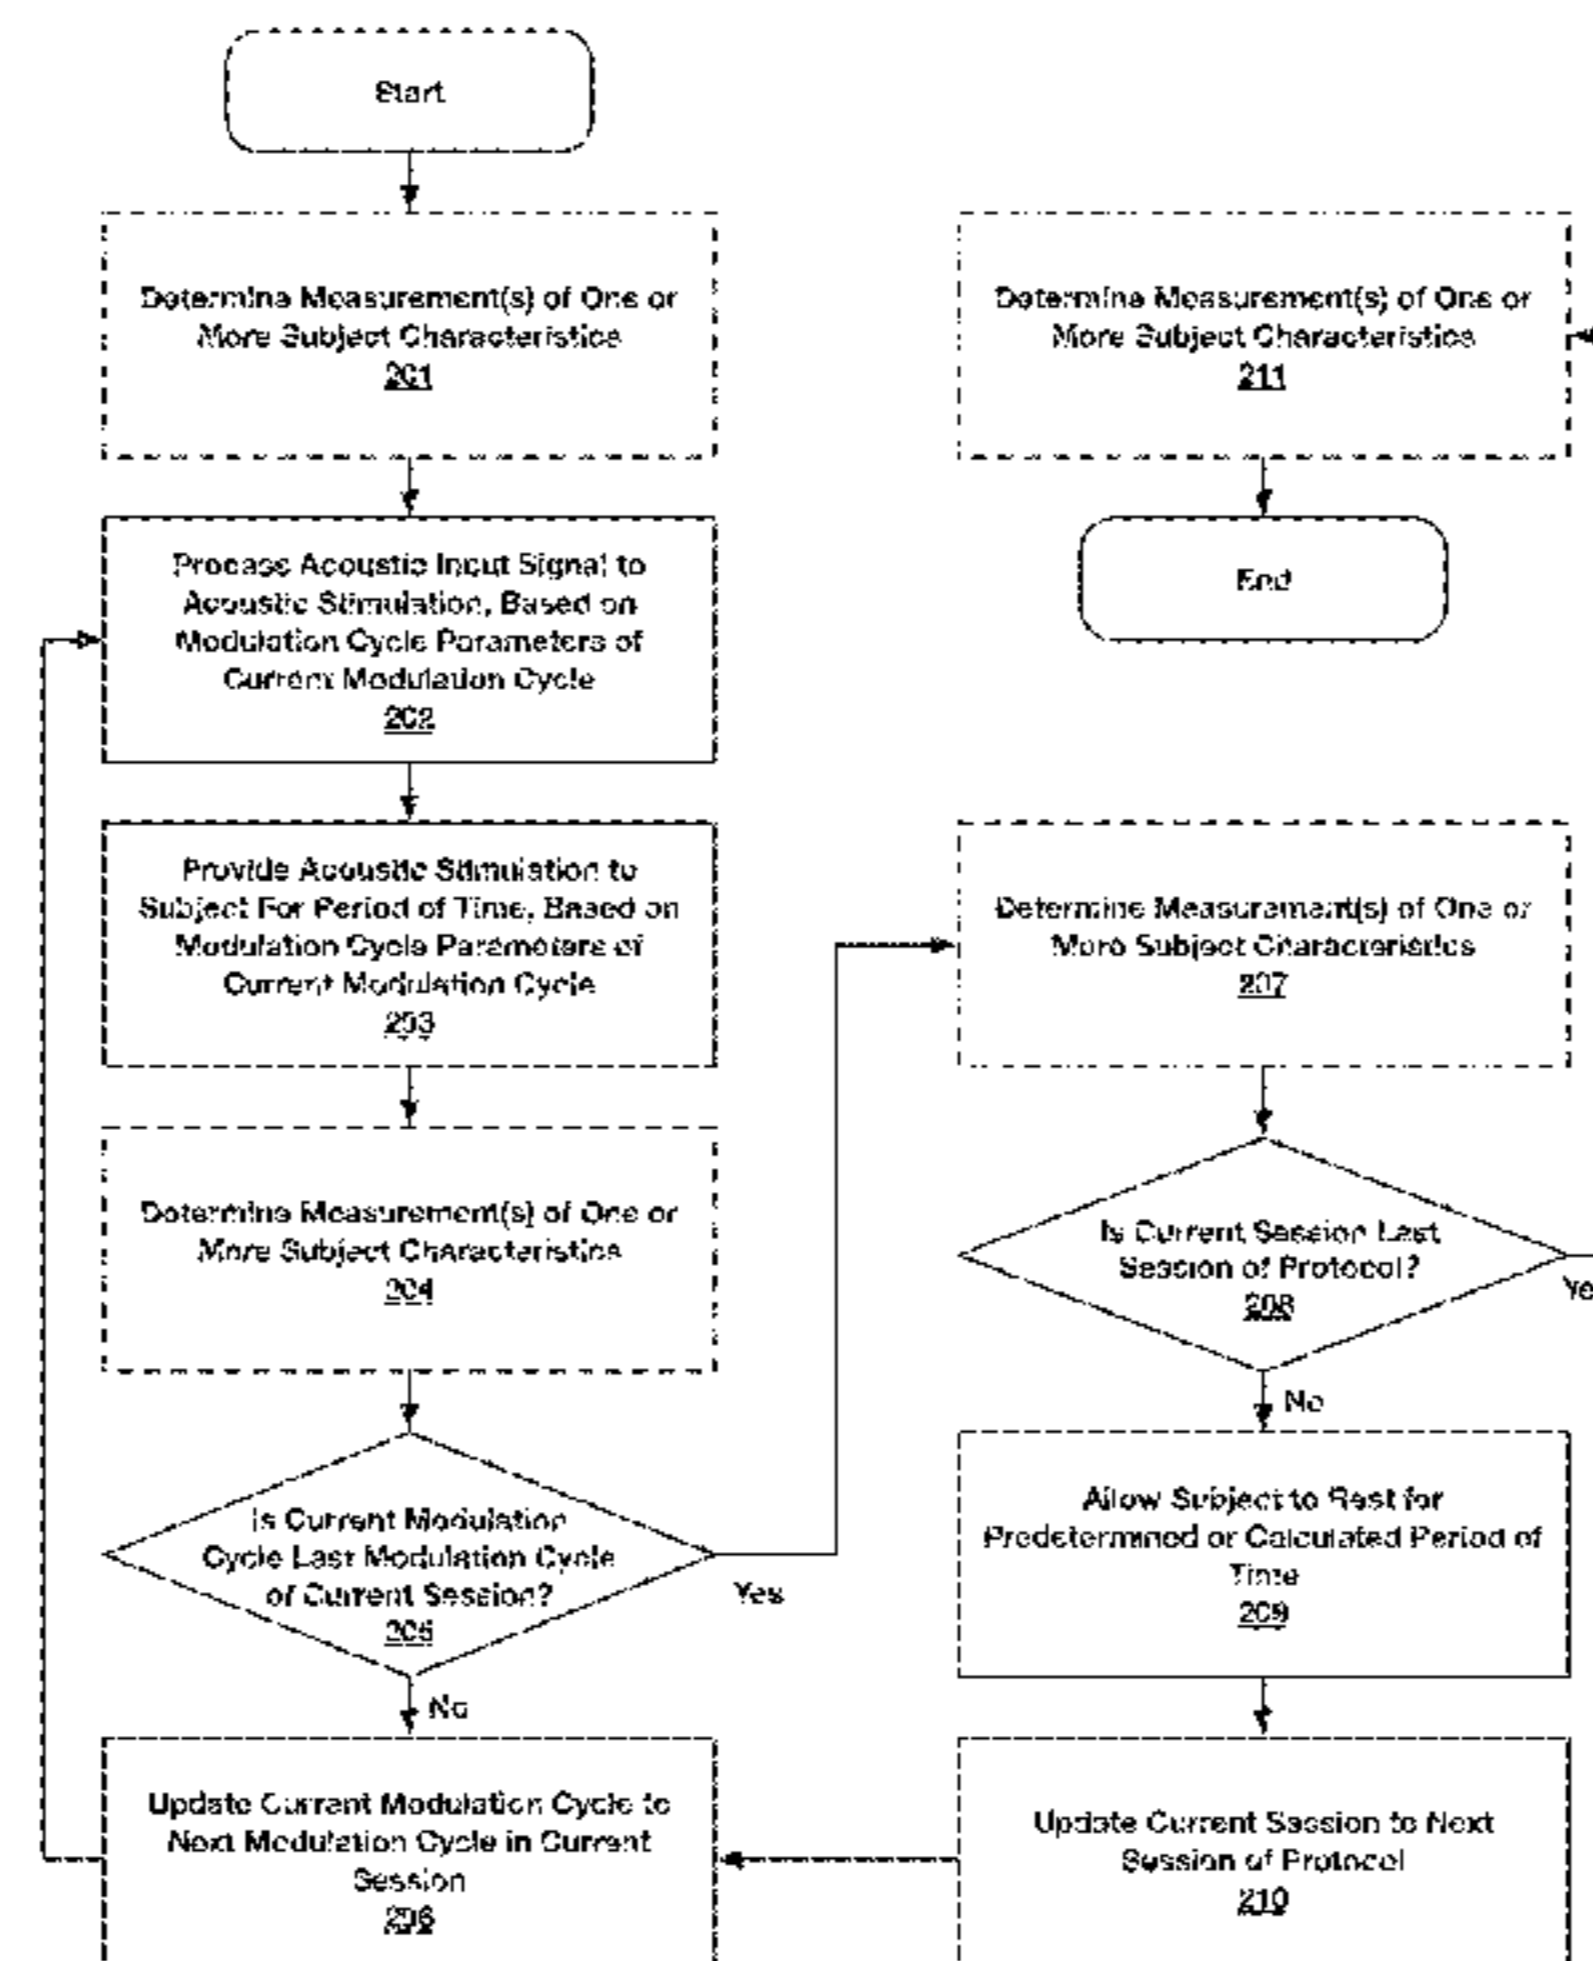 Start
Determine Measurement(s) of One or
More Subject Characteristics
201
Process Acoustic Input Signal to
Acoustic Stimulation, Based on
Modulation Cycle Parameters of
Current Modulation Cycle
202
Provide Acoustic Stimulation to
Subject For Period of Time, Based on
Modulation Cycle Parameters of
Current Modulation Cycle
203
Determine Measurement(s) of One or
More Subject Characteristics
204
Is Current Modulation
Cycle Last Modulation Cycle
of Current Session?
205
Yes
No
Update Current Modulation Cycle to
Next Modulation Cycle in Current
Session
206
Determine Measurement(s) of One or
More Subject Characteristics
211
End
Determine Measurement(s) of One or
More Subject Characteristics
207
Is Current Session Last
Session of Protocol?
208
Ye
No
Allow Subject to Rest for
Predetermined or Calculated Period of
Time
209
Update Current Session to Next
Session of Protocol
210